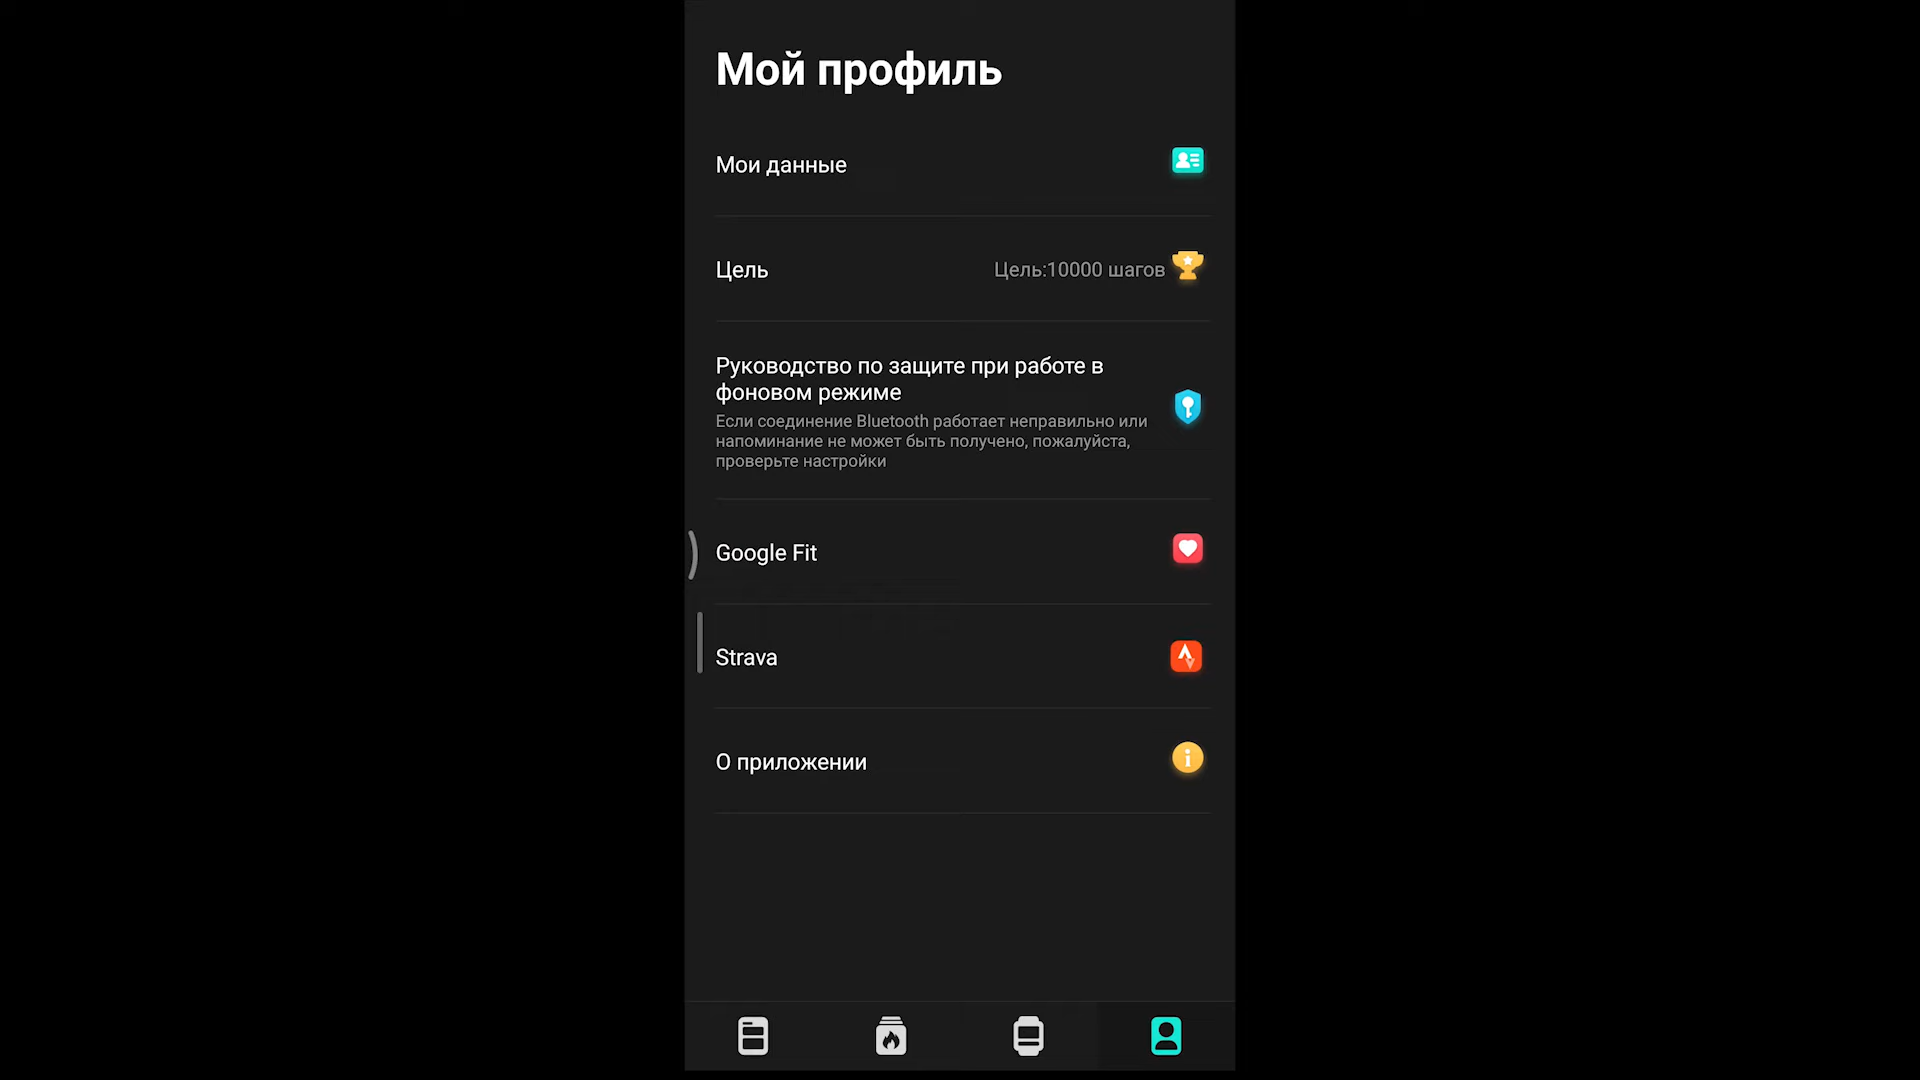 Мой профиль
Мои данные
Цель
Цель:10000 шагов
Руководство по защите при работе в
фоновом режиме
Если соединение Bluetooth работает неправильно или
напоминание не может быть получено, пожалуйста,
проверьте настройки
Google Fit
Strava
О приложении